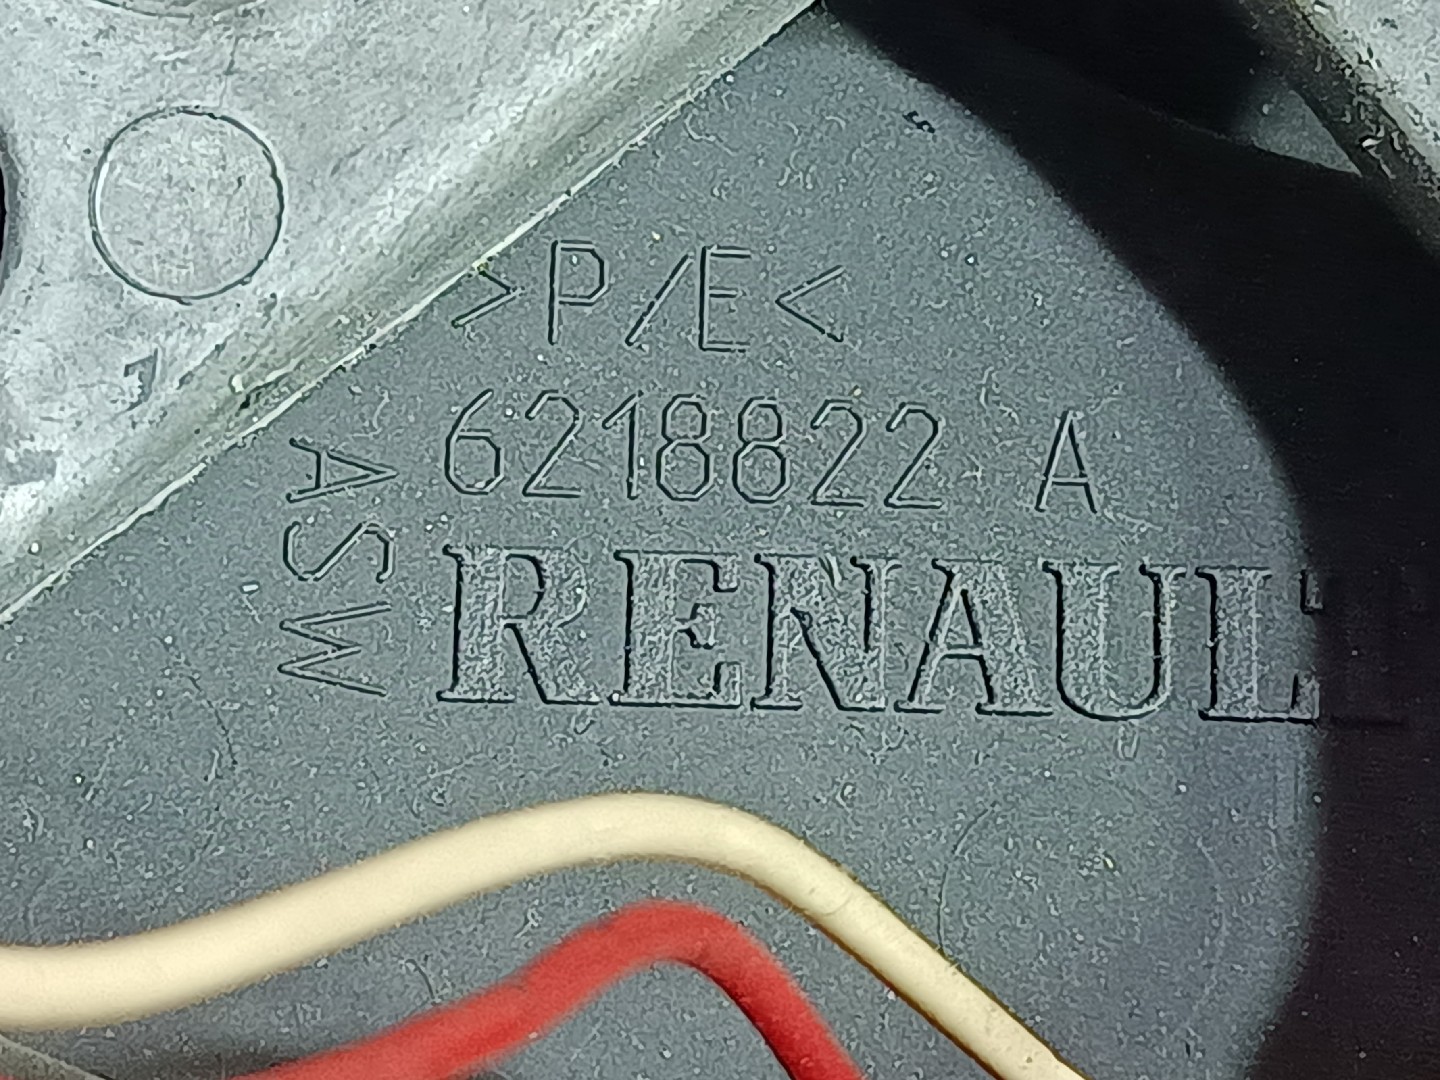 >P/E<
6218822 A
RENAULT
ASW